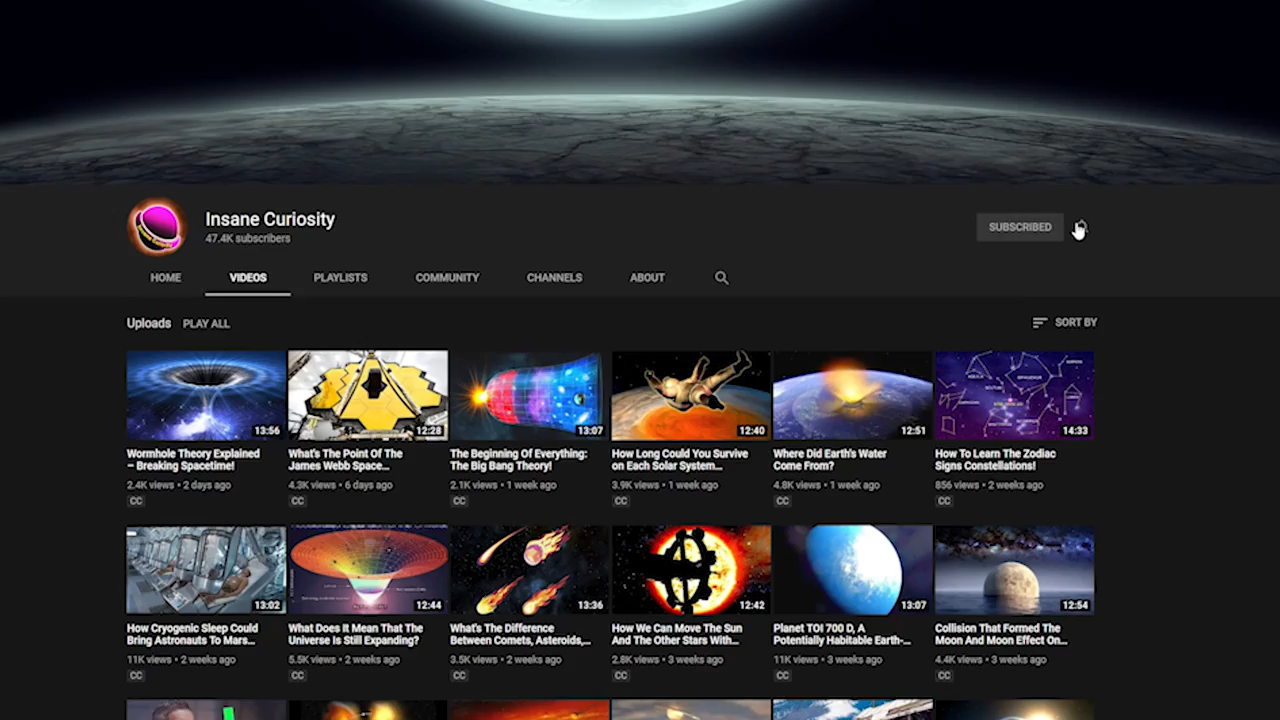 Insane Curiosity
47.4K subscribers
SUBSCRIBED
HOME
VIDEOS
PLAYLISTS
COMMUNITY
CHANNELS
ABOUT
Uploads
PLAY ALL
SORT BY
13:56
12:28
13:07
12:40
12:51
14:33
Wormhole Theory Explained
– Breaking Spacetime!
2.4K views • 2 days ago
CC
What's The Point Of The
James Webb Space...
4.3K views • 6 days ago
CC
The Beginning Of Everything:
The Big Bang Theory!
2.1K views • 1 week ago
CC
How Long Could You Survive
on Each Solar System...
3.9K views • 1 week ago
CC
Where Did Earth's Water
Come From?
4.8K views • 1 week ago
CC
How To Learn The Zodiac
Signs Constellations!
856 views • 2 weeks ago
CC
13:02
12:44
13:36
12:42
13:07
12:54
How Cryogenic Sleep Could
Bring Astronauts To Mars...
11K views • 2 weeks ago
CC
What Does It Mean That The
Universe Is Still Expanding?
5.5K views • 2 weeks ago
CC
What's The Difference
Between Comets, Asteroids,...
3.5K views • 2 weeks ago
CC
How We Can Move The Sun
And The Other Stars With...
2.8K views • 3 weeks ago
CC
Planet TOI 700 D, A
Potentially Habitable Earth-...
11K views • 3 weeks ago
CC
Collision That Formed The
Moon And Moon Effect On...
4.4K views • 3 weeks ago
CC